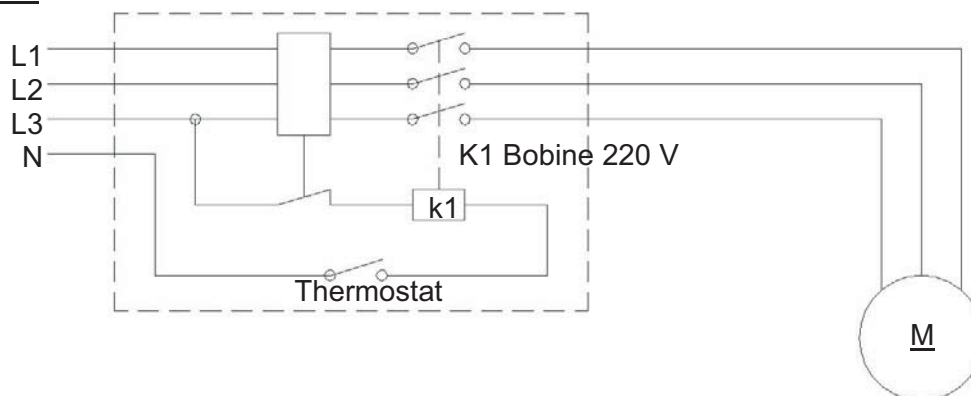 L1
L2
L3
N
K1 Bobine 220 V
k1
Thermostat
M